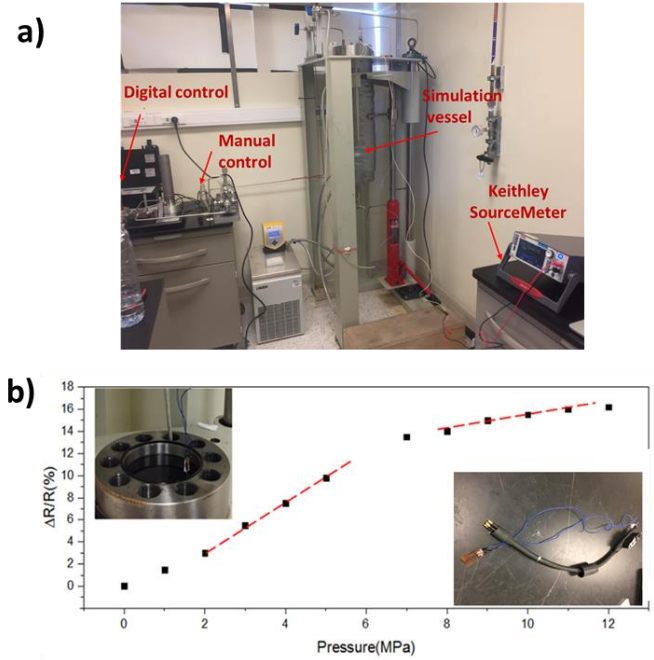 a)
Digital control
Manual
control
Simulation
vessel
Keithley
SourceMeter
b)
18
16
14
12
10
8
6
4
2
0
ΔR/R(%)
0
2
4
6
8
10
12
Pressure(MPa)